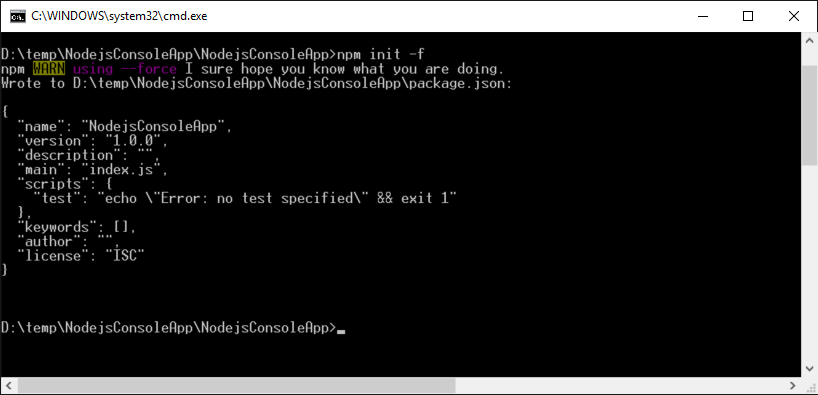 C:\WINDOWS\system32\cmd.exe
D:\temp\NodejsConsoleApp\NodejsConsoleApp>npm init -f
npm WARN using --force I sure hope you know what you are doing.
Wrote to D:\temp\NodejsConsoleApp\NodejsConsoleApp\package.json:
{
  "name": "NodejsConsoleApp",
  "version": "1.0.0",
  "description": "",
  "main": "index.js",
  "scripts": {
    "test": "echo \"Error: no test specified\" && exit 1"
  },
  "keywords": [],
  "author": "",
  "license": "ISC"
}
D:\temp\NodejsConsoleApp\NodejsConsoleApp>